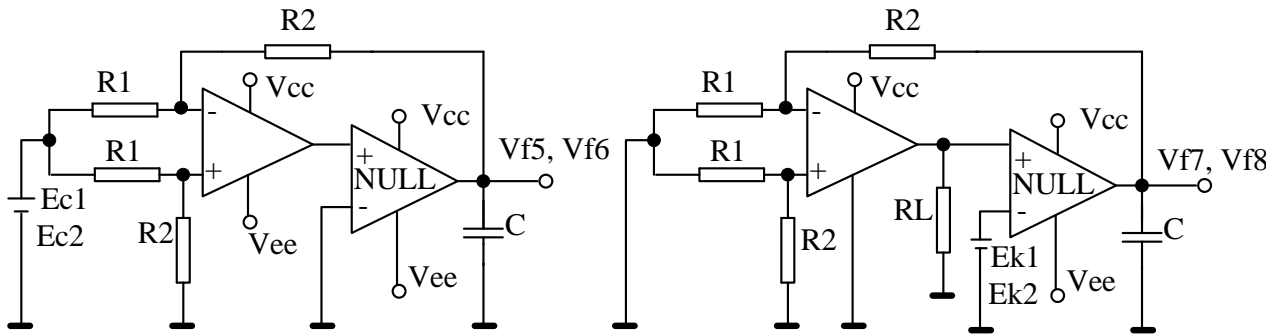 R2
R1
Vcc
-
Vcc
R1
+
+
NULL
-
Vf5, Vf6
Ec1
Ec2
R2
Vee
Vee
C
R2
R1
Vcc
-
Vcc
R1
+
+
NULL
-
Vf7, Vf8
R2
RL
Ek1
Ek2
Vee
C